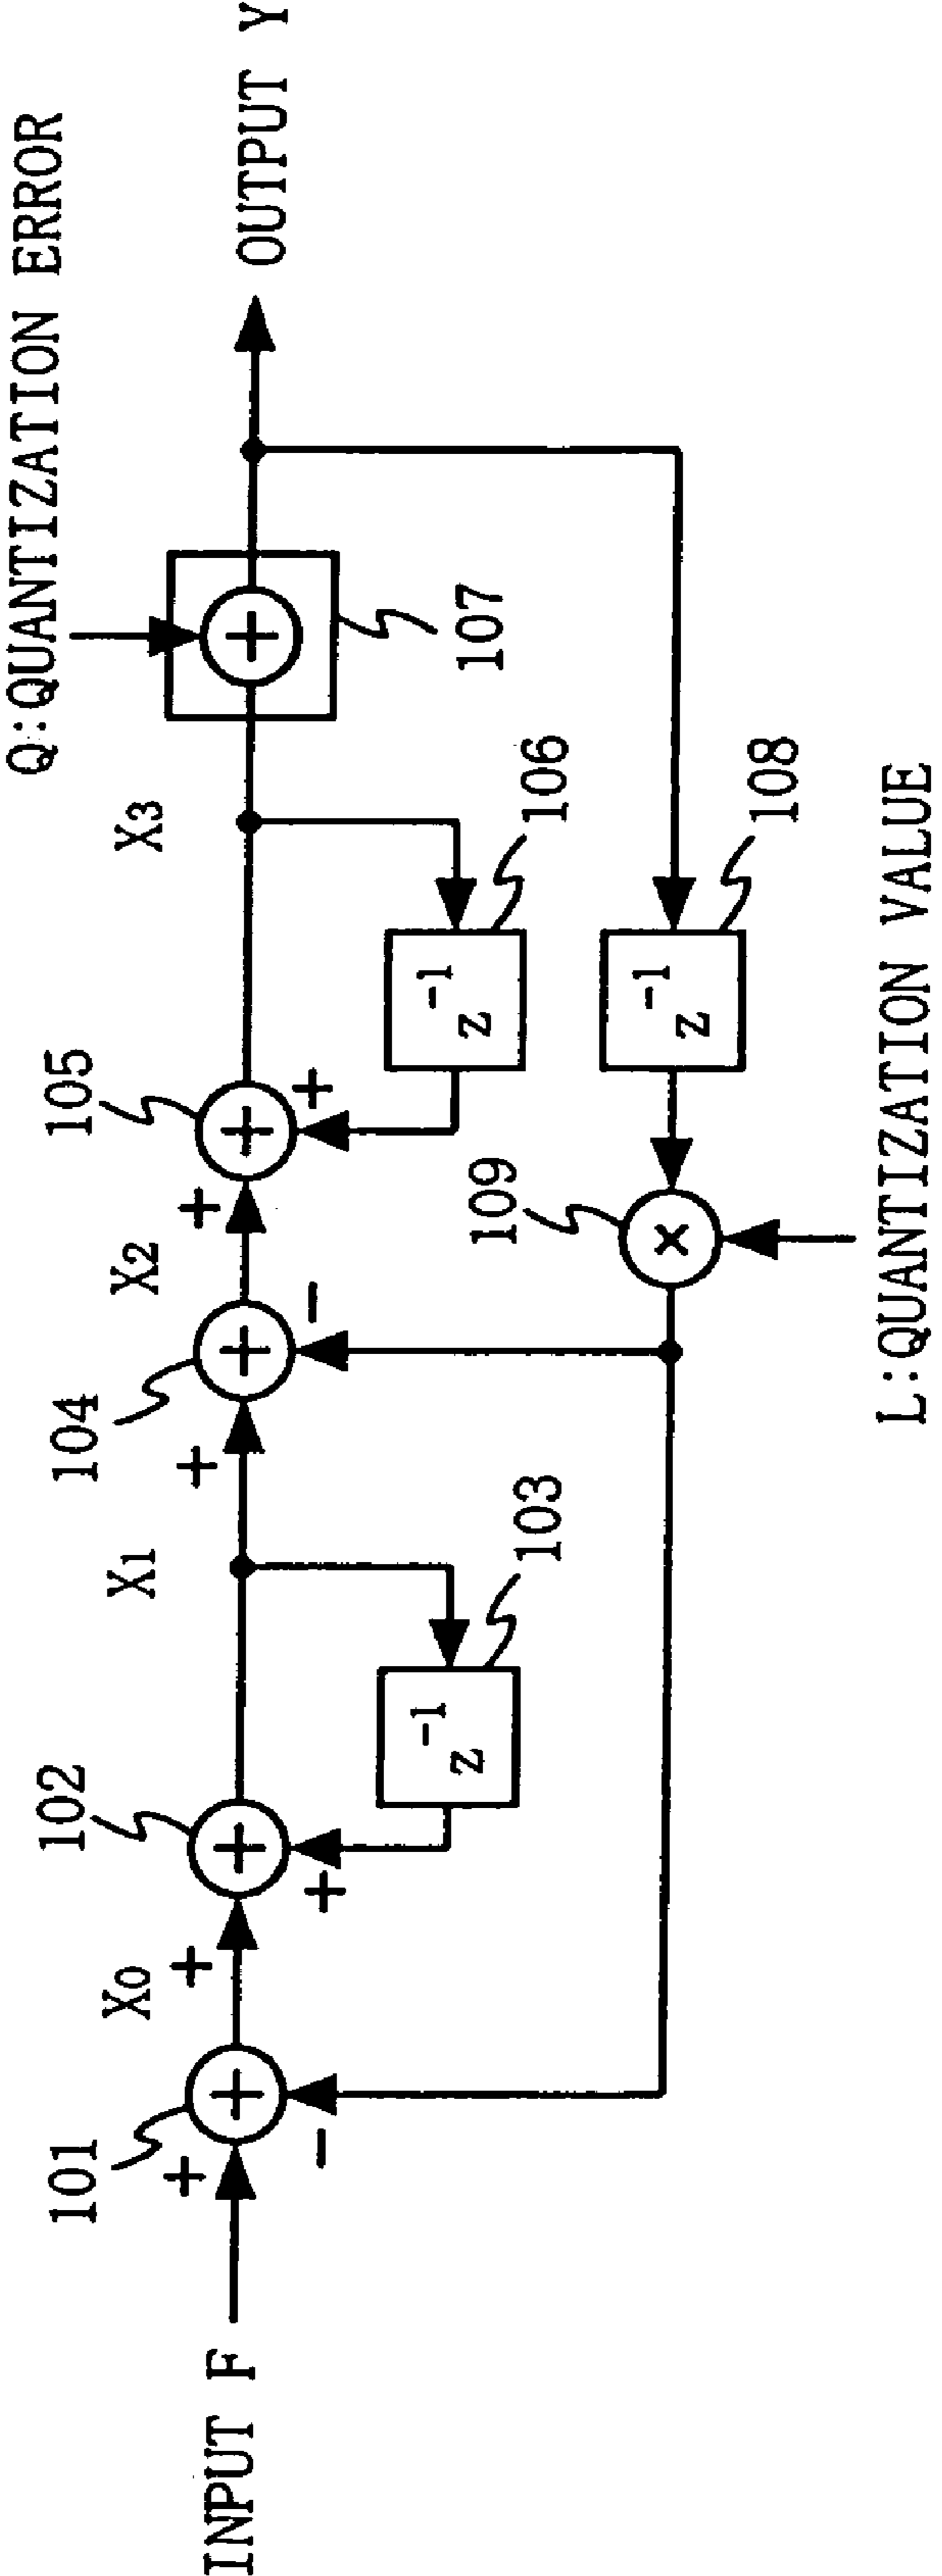 Q:QUANTIZATION ERROR
INPUT F
101
+
-
+
X0
+
102
+
+
X1
103
z-1
+
104
+
-
X2
+
105
+
+
X3
106
z-1
+
107
OUTPUT Y
109
×
108
z-1
L:QUANTIZATION VALUE